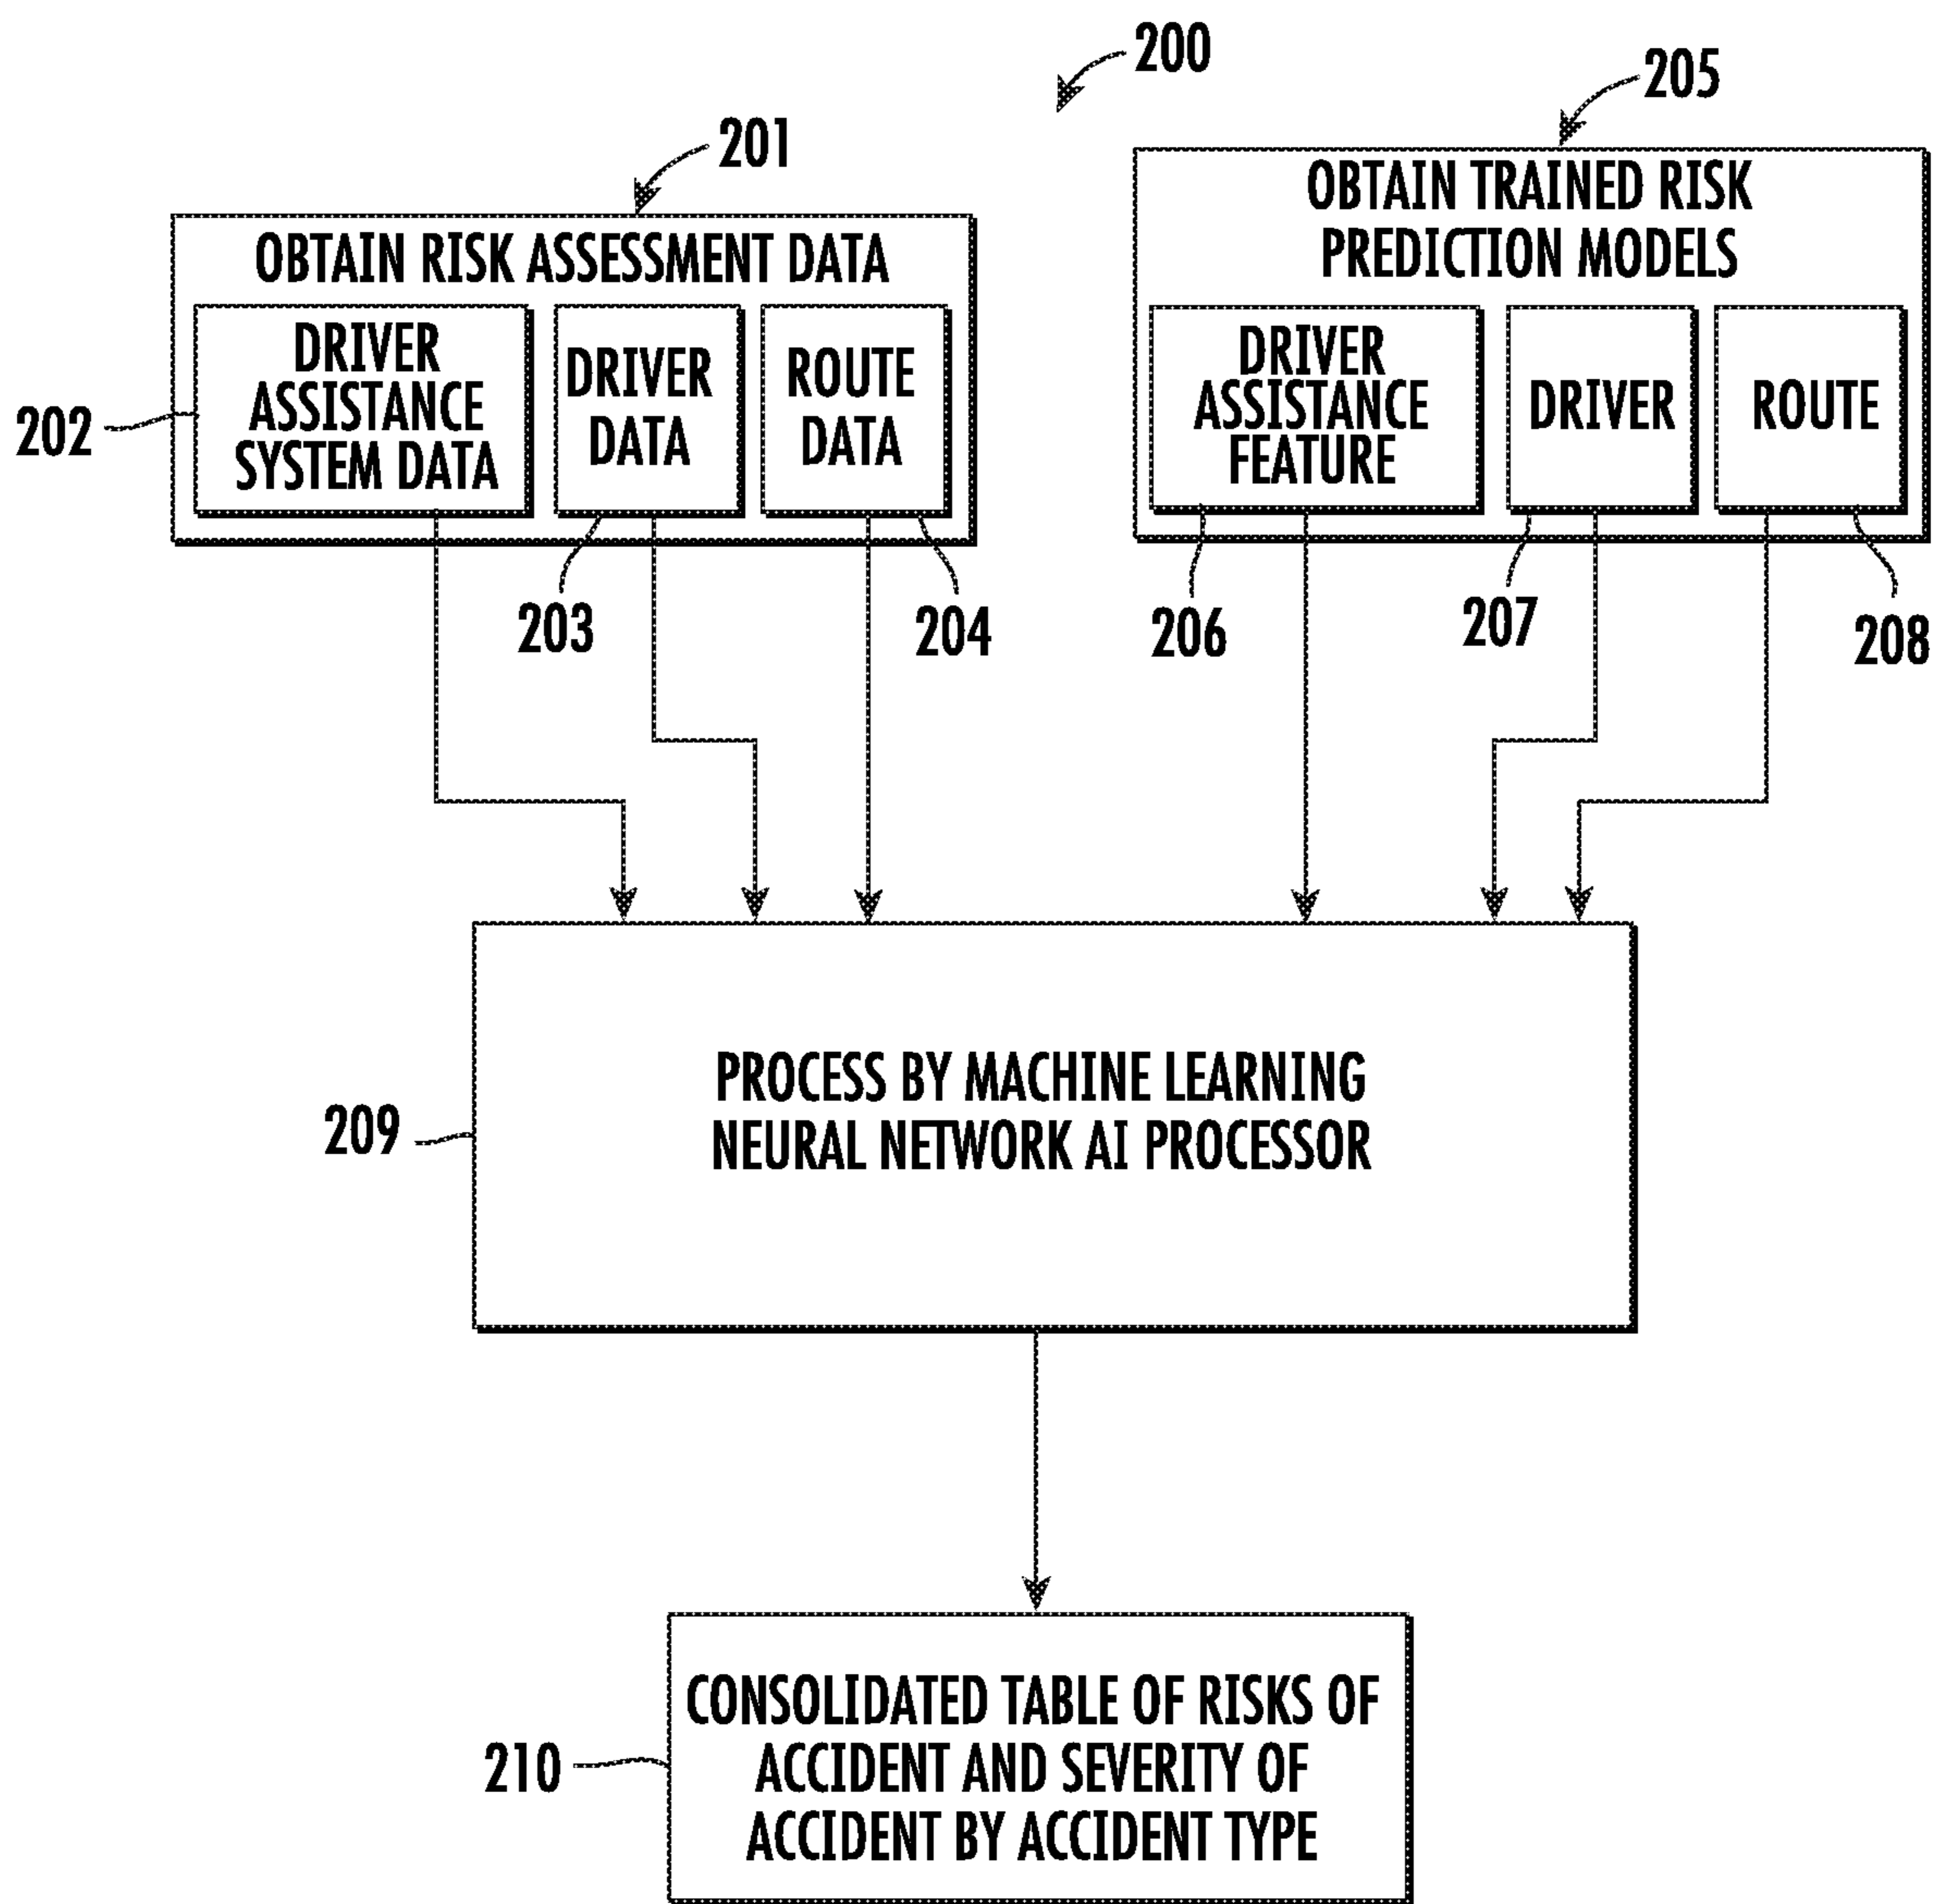 200
201
205
OBTAIN RISK ASSESSMENT DATA
DRIVER
ASSISTANCE
SYSTEM DATA
DRIVER
DATA
ROUTE
DATA
202
203
204
OBTAIN TRAINED RISK
PREDICTION MODELS
DRIVER
ASSISTANCE
FEATURE
DRIVER
ROUTE
206
207
208
PROCESS BY MACHINE LEARNING
NEURAL NETWORK AI PROCESSOR
209
CONSOLIDATED TABLE OF RISKS OF
ACCIDENT AND SEVERITY OF
ACCIDENT BY ACCIDENT TYPE
210